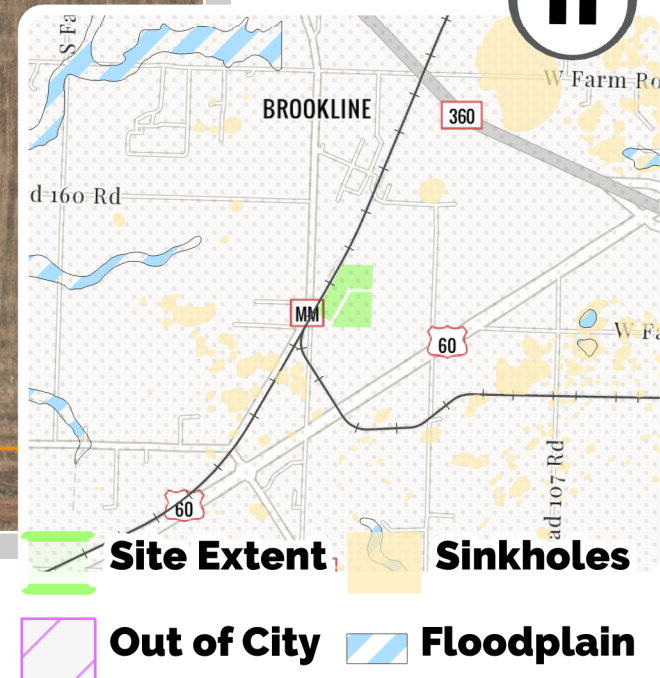 S Fa
W Farm Ro
BROOKLINE
360
d 160 Rd
MM
60
W Fa
ad 107 Rd
60
Site Extent
Sinkholes
Out of City
Floodplain